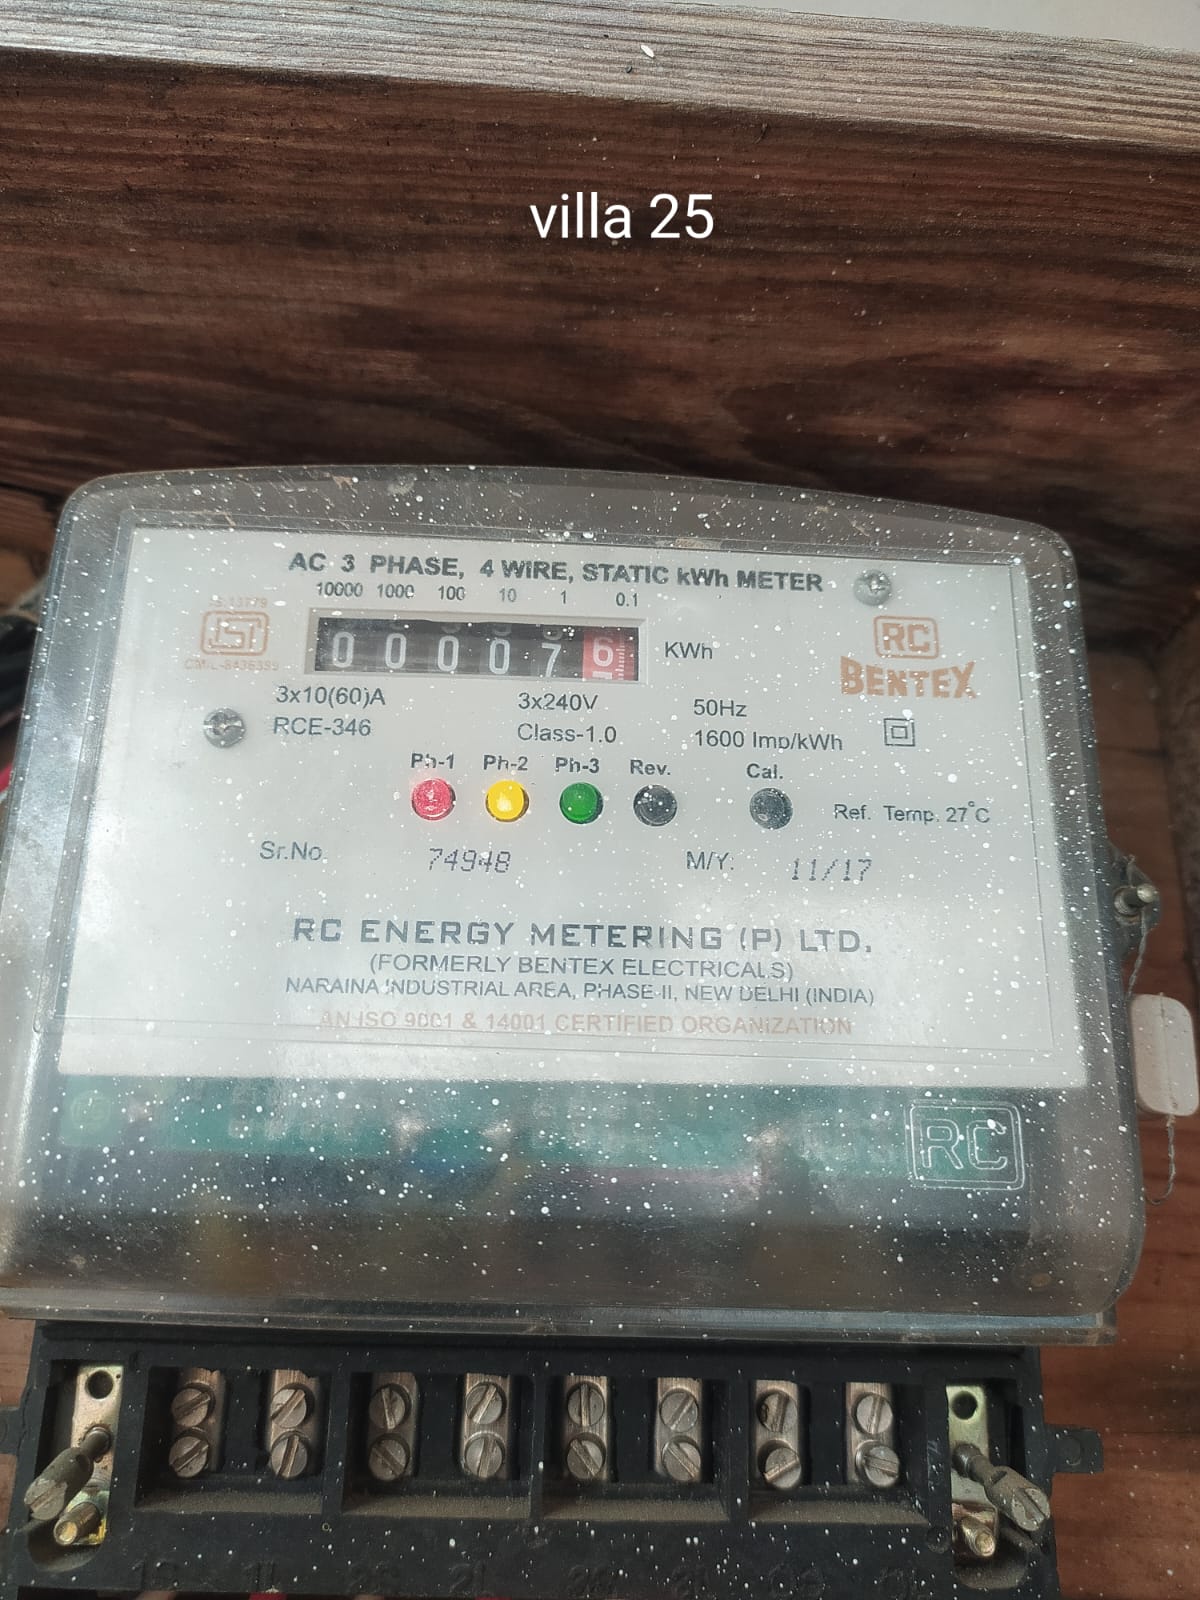 villa 25
AC 3 PHASE, 4 WIRE, STATIC kWh METER
10000 1000 100 10 1 0.1
IS 13779
CM/L-8436399
0 0 0 0 7 6 KWh
RC
BENTEX
3x10(60)A 3x240V 50Hz
RCE-346 Class-1.0 1600 Imp/kWh
Ph-1 Ph-2 Ph-3 Rev. Cal.
Ref. Temp. 27°C
Sr.No. 74948 M/Y: 11/17
RC ENERGY METERING (P) LTD.
(FORMERLY BENTEX ELECTRICALS)
NARAINA INDUSTRIAL AREA, PHASE-II, NEW DELHI (INDIA)
AN ISO 9001 & 14001 CERTIFIED ORGANIZATION
RC